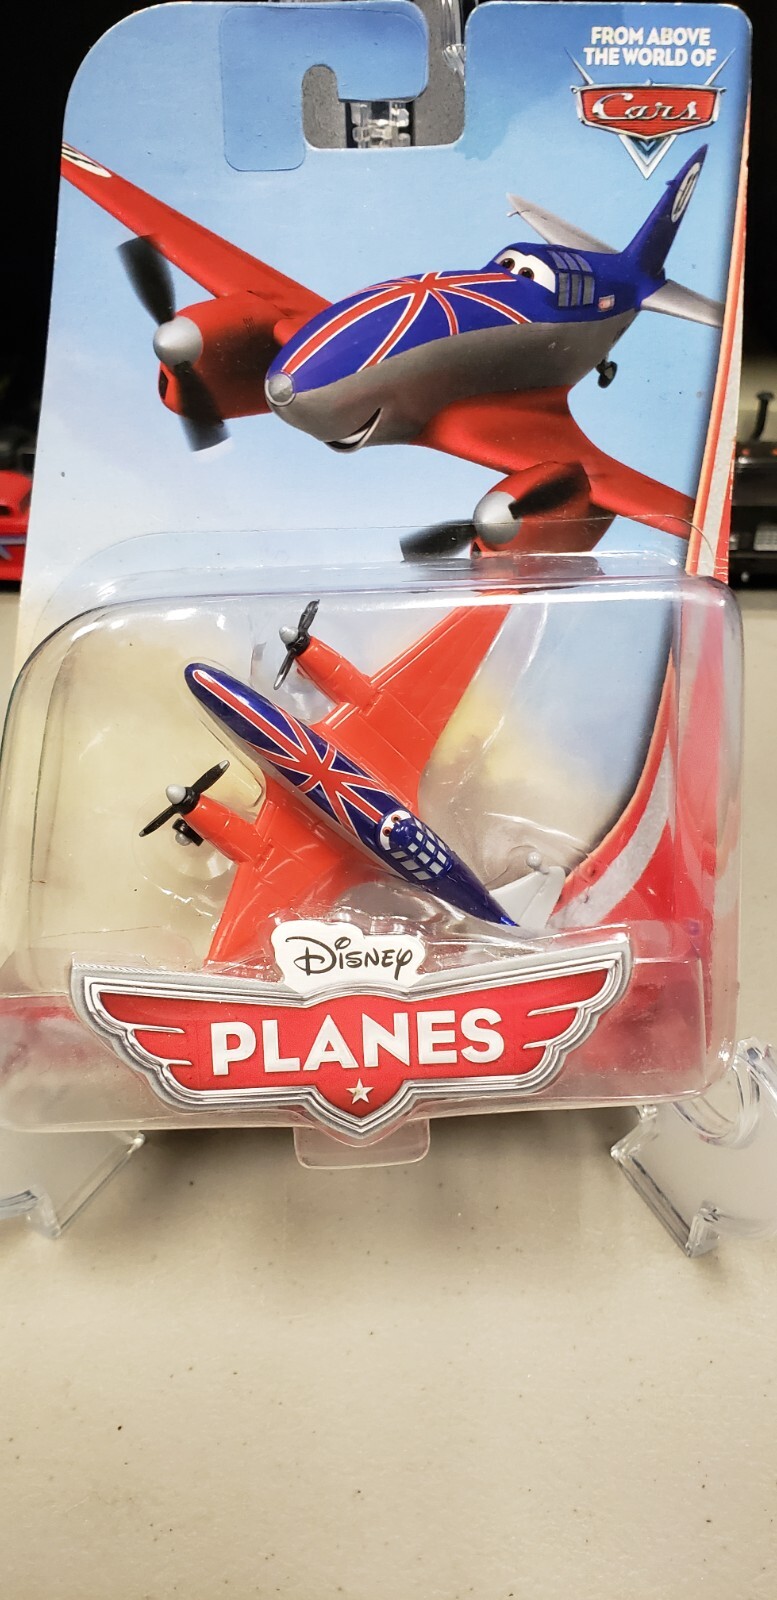 FROM ABOVE
THE WORLD OF
Cars
Disney
PLANES